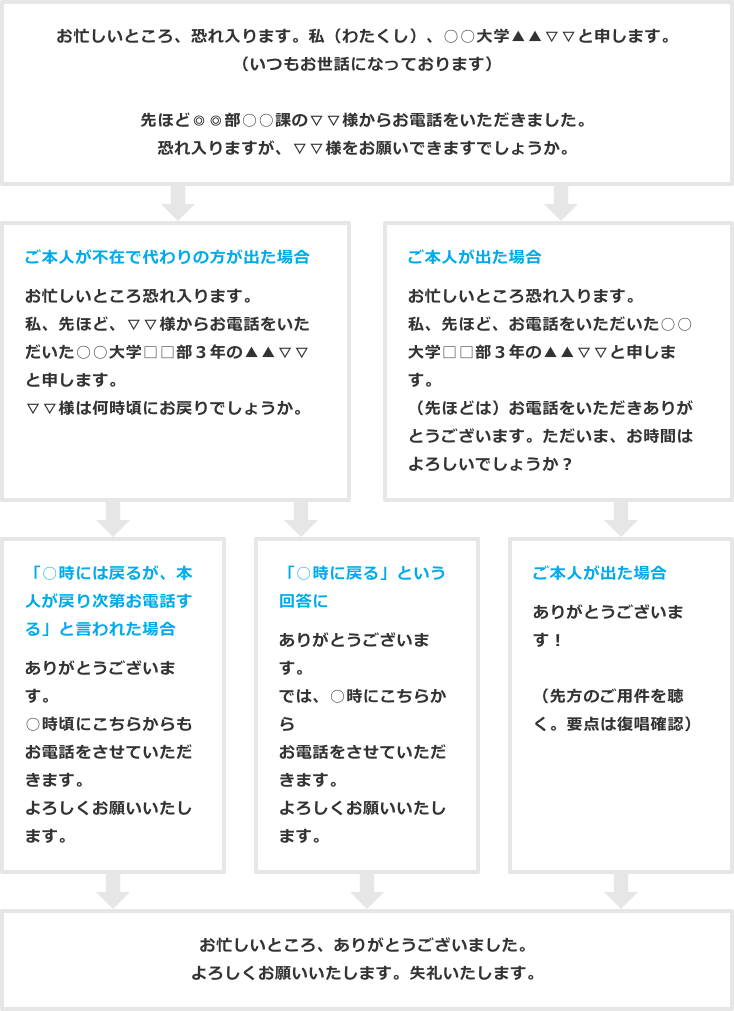 お忙しいところ、恐れ入ります。私（わたくし）、○○大学▲▲▽▽と申します。
（いつもお世話になっております）
先ほど◎◎部○○課の▽▽様からお電話をいただきました。
恐れ入りますが、▽▽様をお願いできますでしょうか。
ご本人が不在で代わりの方が出た場合
お忙しいところ恐れ入ります。
私、先ほど、▽▽様からお電話をいた
だいた○○大学□□部３年の▲▲▽▽
と申します。
▽▽様は何時頃にお戻りでしょうか。
ご本人が出た場合
お忙しいところ恐れ入ります。
私、先ほど、お電話をいただいた○○
大学□□部３年の▲▲▽▽と申しま
す。
（先ほどは）お電話をいただきありが
とうございます。ただいま、お時間は
よろしいでしょうか？
「○時には戻るが、本
人が戻り次第お電話す
る」と言われた場合
ありがとうございま
す。
○時頃にこちらからも
お電話をさせていただ
きます。
よろしくお願いいたし
ます。
「○時に戻る」という
回答に
ありがとうございま
す。
では、○時にこちらか
ら
お電話をさせていただ
きます。
よろしくお願いいたし
ます。
ご本人が出た場合
ありがとうございま
す！
（先方のご用件を聴
く。要点は復唱確認）
お忙しいところ、ありがとうございました。
よろしくお願いいたします。失礼いたします。